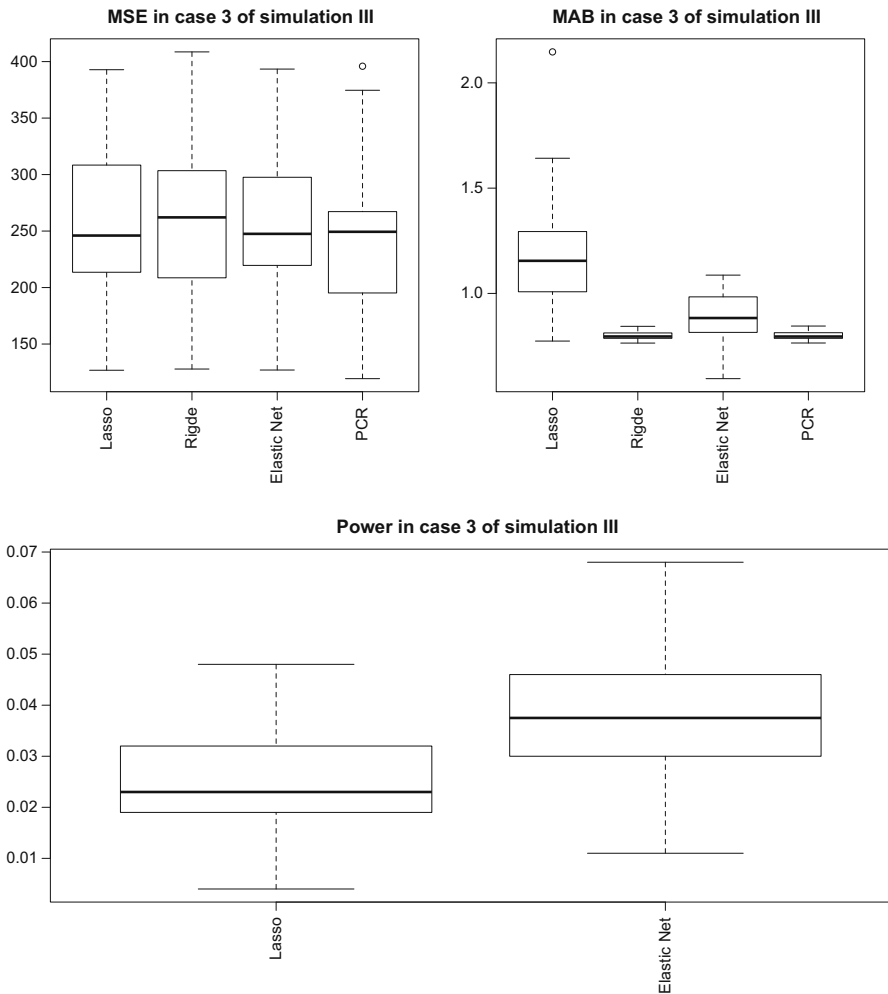 MSE in case 3 of simulation III
400
350
300
250
200
150
Lasso
Rigde
Elastic Net
PCR
MAB in case 3 of simulation III
2.0
1.5
1.0
Lasso
Rigde
Elastic Net
PCR
Power in case 3 of simulation III
0.07
0.06
0.05
0.04
0.03
0.02
0.01
Lasso
Elastic Net